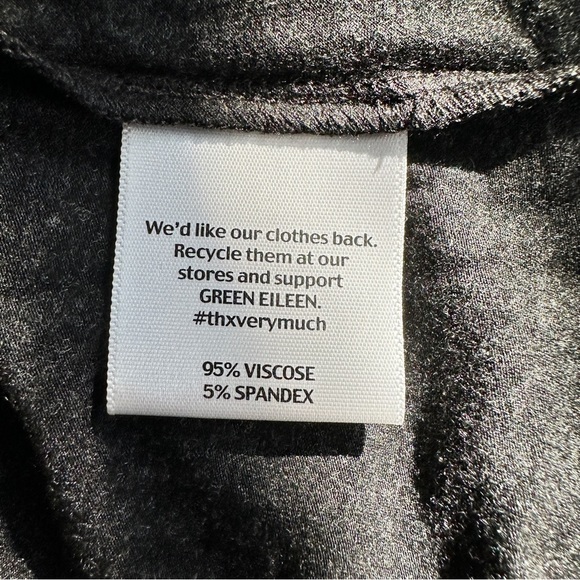 We'd like our clothes back.
Recycle them at our
stores and support
GREEN EILEEN.
#thxverymuch
95% VISCOSE
5% SPANDEX